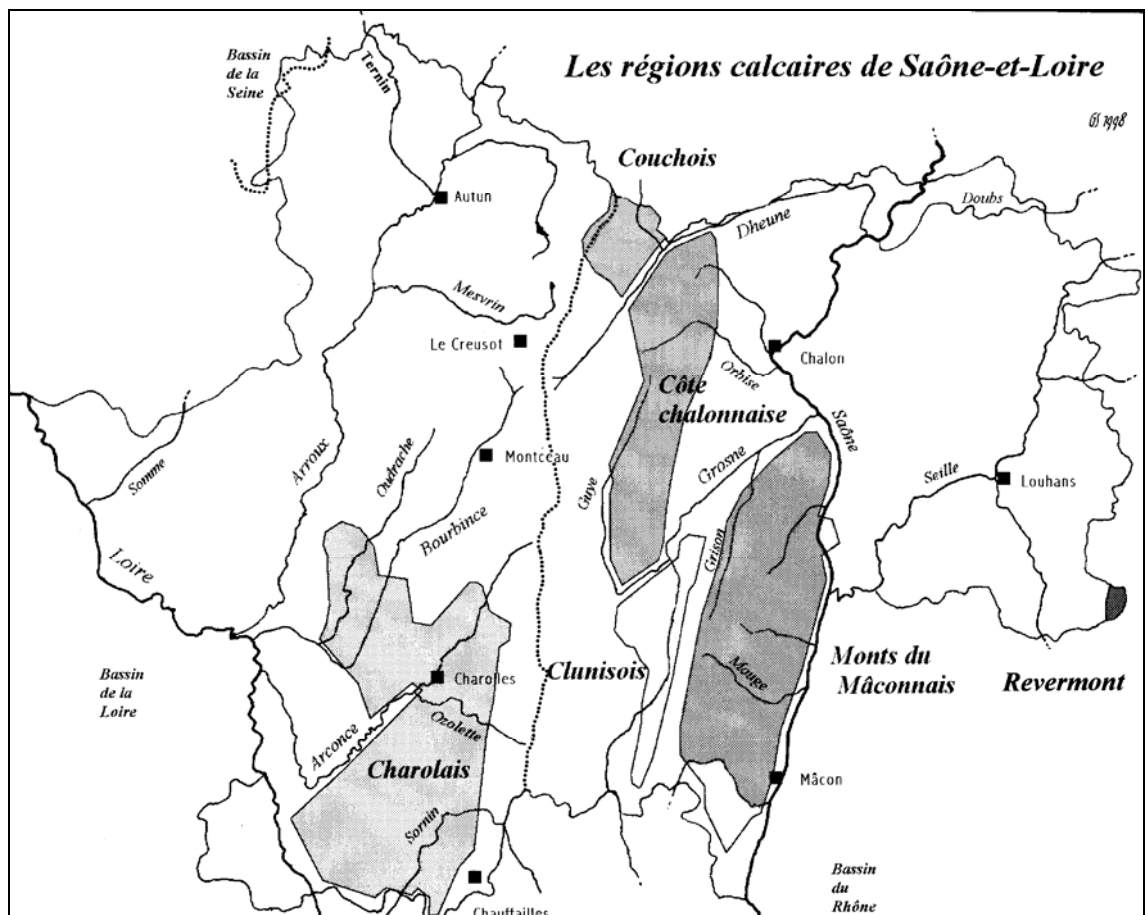 Les régions calcaires de Saône-et-Loire
GS 1998
Bassin
de la
Seine
Ternin
Couchois
Autun
Dheune
Doubs
Mesvrin
Le Creusot
Chalon
Orbise
Côte
chalonnaise
Saône
Somme
Arroux
Oudrache
Montceau
Guye
Grosne
Seille
Louhans
Bourbince
Grison
Loire
Bassin
de la
Loire
Charolles
Clunisois
Mouge
Monts du
Mâconnais
Revermont
Ozolette
Arconce
Charolais
Mâcon
Sornin
Bassin
du
Rhône
Chauffailles